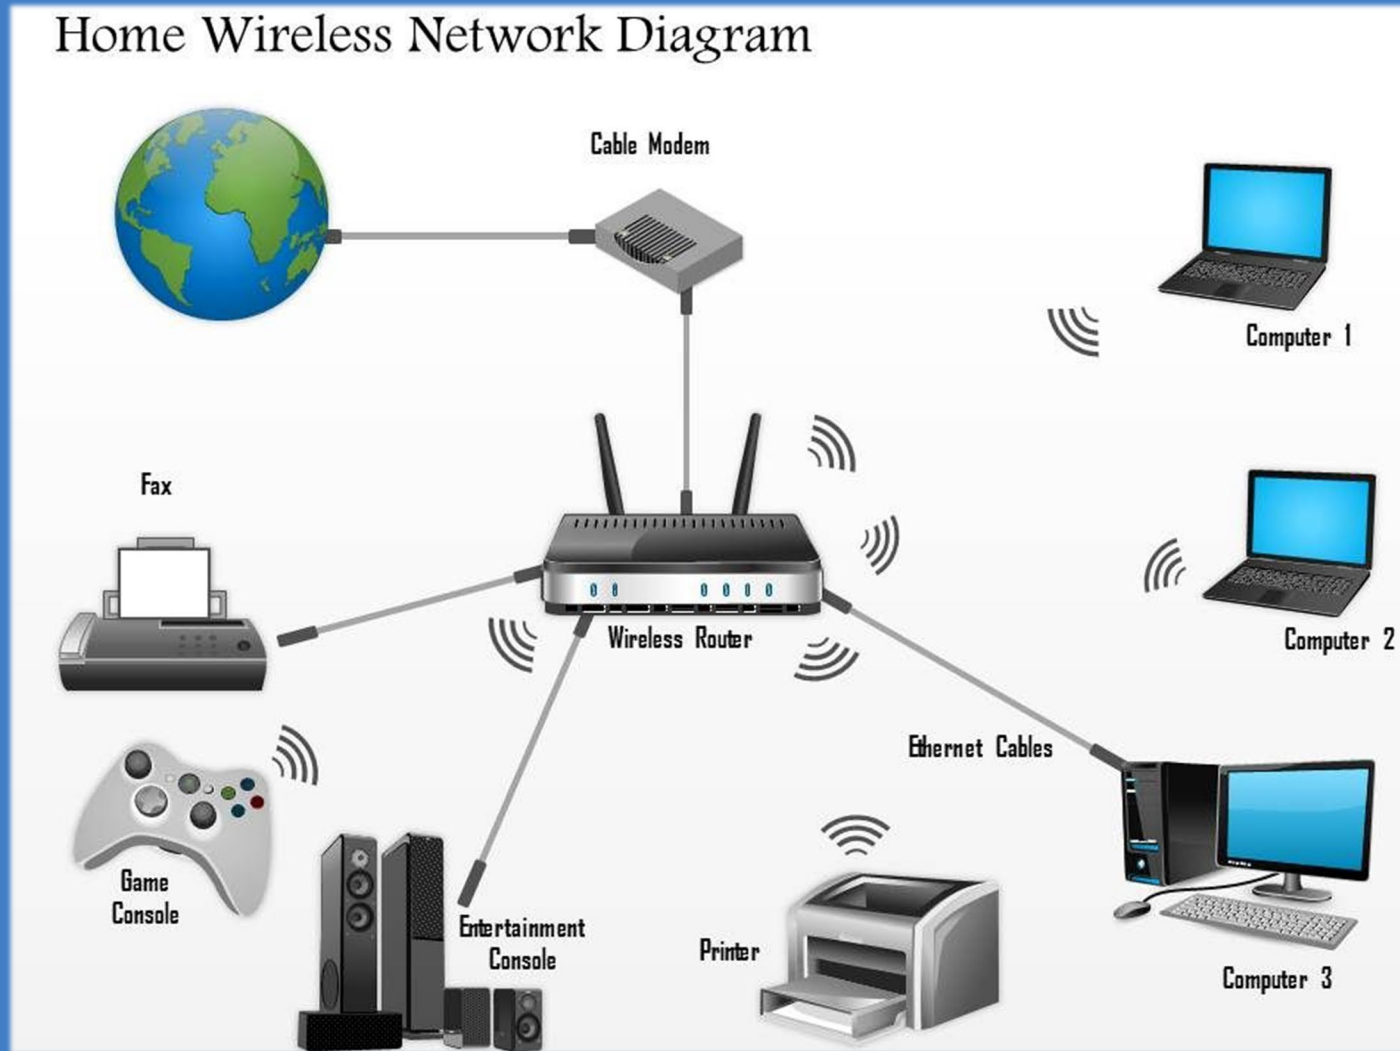 Home Wireless Network Diagram
Cable Modem
Computer 1
Fax
Wireless Router
Computer 2
Ethernet Cables
Game
Console
Entertainment
Console
Printer
Computer 3